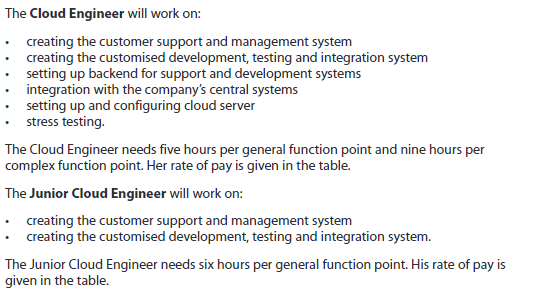 The Cloud Engineer will work on:
• creating the customer support and management system
• creating the customised development, testing and integration system
• setting up backend for support and development systems
• integration with the company's central systems
• setting up and configuring cloud server
• stress testing.
The Cloud Engineer needs five hours per general function point and nine hours per
complex function point. Her rate of pay is given in the table.
The Junior Cloud Engineer will work on:
• creating the customer support and management system
• creating the customised development, testing and integration system.
The Junior Cloud Engineer needs six hours per general function point. His rate of pay is
given in the table.